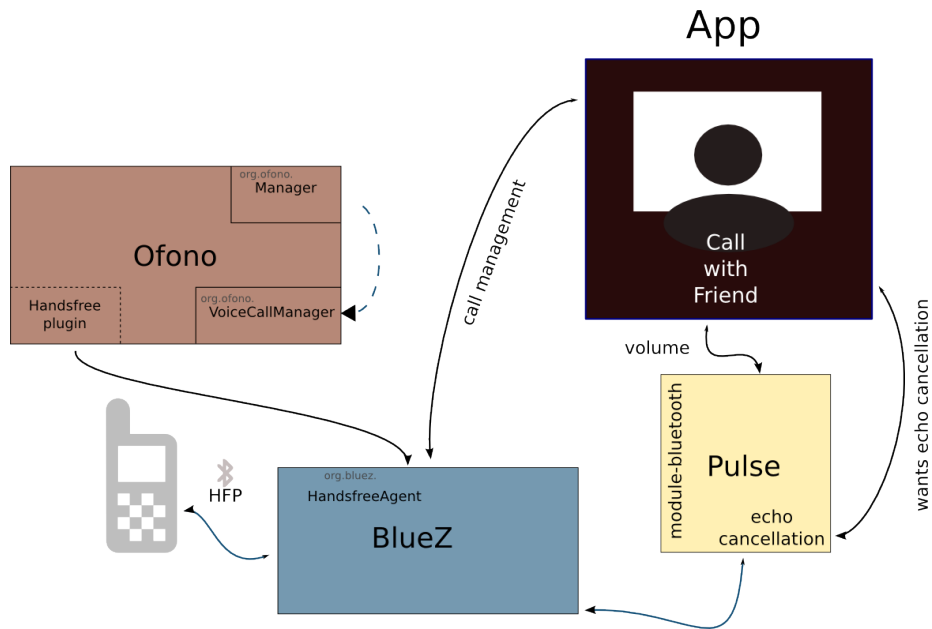 App
org.ofono.
Manager
Ofono
Handsfree
plugin
org.ofono.
VoiceCallManager
call management
Call
with
Friend
volume
wants echo cancellation
module-bluetooth
Pulse
echo
cancellation
HFP
org.bluez.
HandsfreeAgent
BlueZ